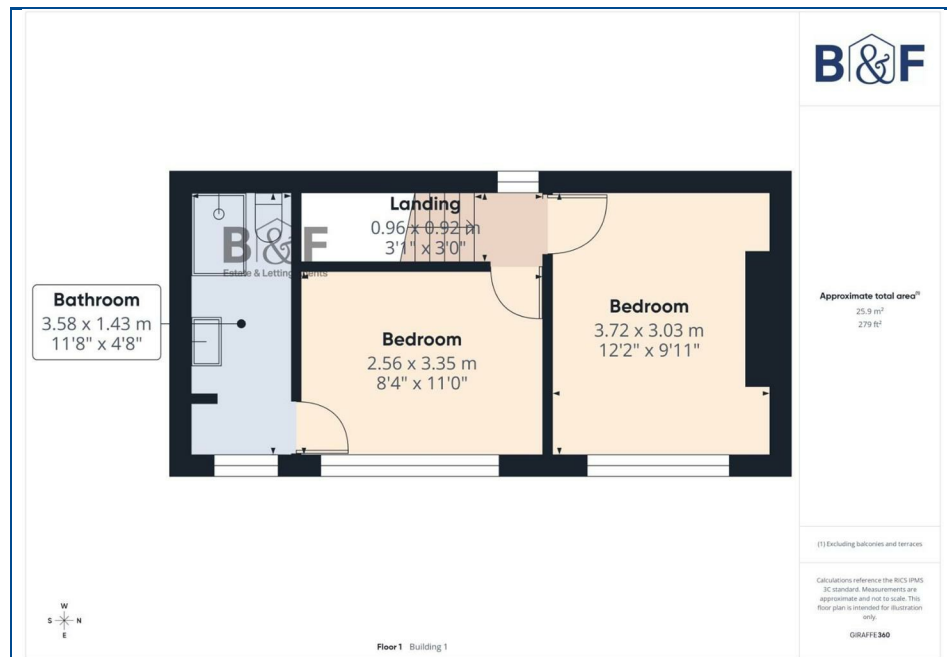 B&F
Landing
0.96 x 0.92 m
3'1" x 3'0"
B&F
Estate & Letting Agents
Bathroom
3.58 x 1.43 m
11'8" x 4'8"
Bedroom
2.56 x 3.35 m
8'4" x 11'0"
Bedroom
3.72 x 3.03 m
12'2" x 9'11"
Approximate total area⁽¹⁾
25.9 m²
279 ft²
(1) Excluding balconies and terraces
Calculations reference the RICS IPMS
3C standard. Measurements are
approximate and not to scale. This
floor plan is intended for illustration
only.
GIRAFFE360
W
S N
E
Floor 1 Building 1